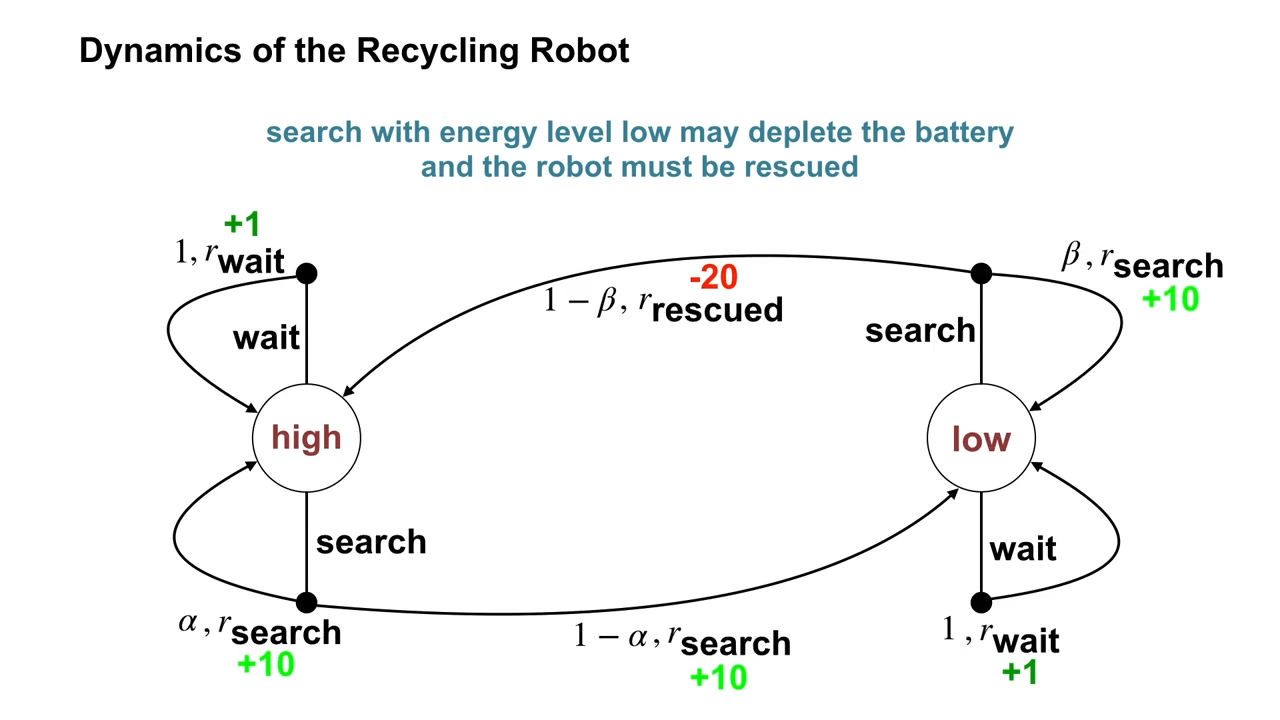 Dynamics of the Recycling Robot
search with energy level low may deplete the battery
and the robot must be rescued
+1
1, r wait
wait
-20
1 − β, r rescued
β, r search
+10
search
high
low
search
wait
α, r search
+10
1 − α, r search
+10
1, r wait
+1